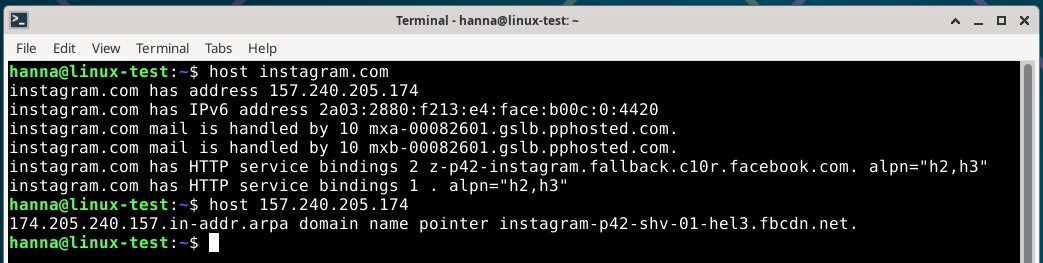 Terminal - hanna@linux-test: ~
File Edit View Terminal Tabs Help
hanna@linux-test:~$ host instagram.com
instagram.com has address 157.240.205.174
instagram.com has IPv6 address 2a03:2880:f213:e4:face:b00c:0:4420
instagram.com mail is handled by 10 mxa-00082601.gslb.pphosted.com.
instagram.com mail is handled by 10 mxb-00082601.gslb.pphosted.com.
instagram.com has HTTP service bindings 2 z-p42-instagram.fallback.c10r.facebook.com. alpn="h2,h3"
instagram.com has HTTP service bindings 1 . alpn="h2,h3"
hanna@linux-test:~$ host 157.240.205.174
174.205.240.157.in-addr.arpa domain name pointer instagram-p42-shv-01-hel3.fbcdn.net.
hanna@linux-test:~$